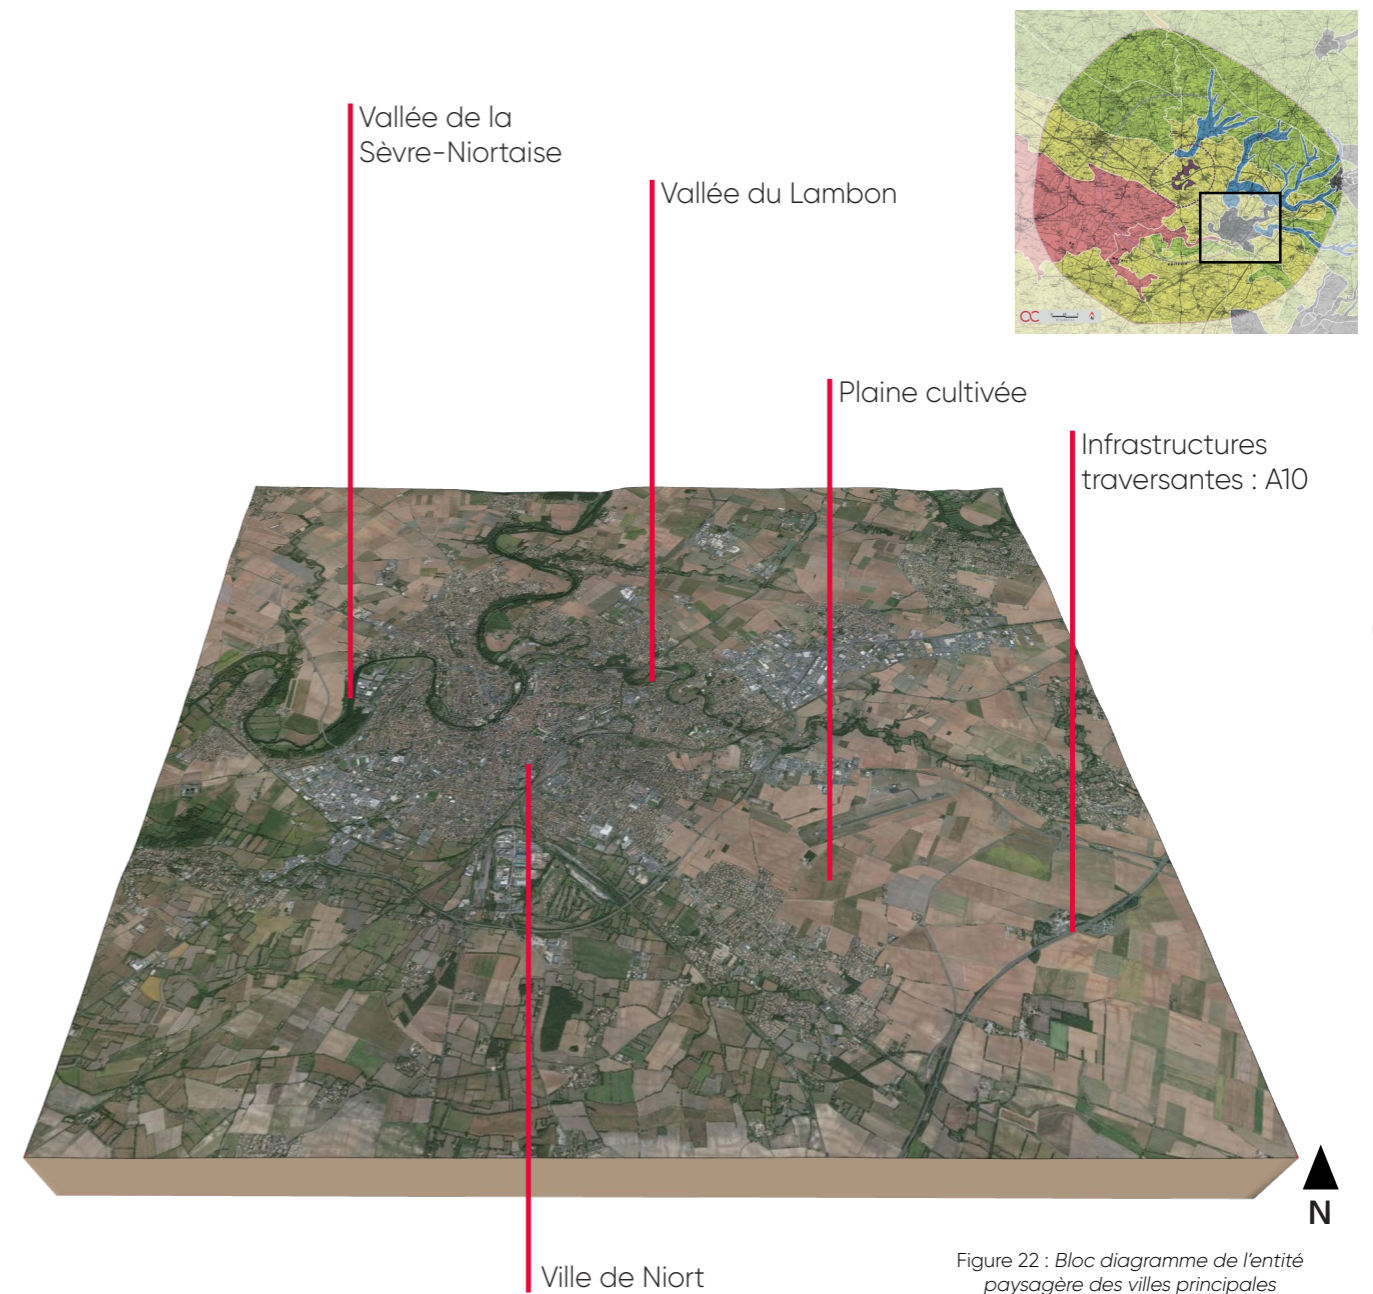 Vallée de la
Sèvre-Niortaise
Vallée du Lambon
Plaine cultivée
Infrastructures
traversantes : A10
Ville de Niort
N
Figure 22 : Bloc diagramme de l'entité
paysagère des villes principales